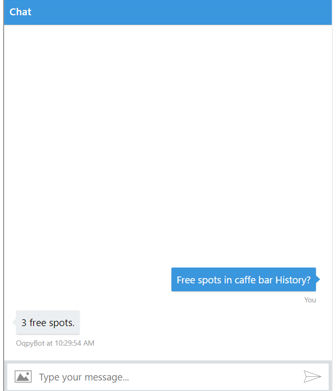 Chat
Free spots in caffe bar History?
You
3 free spots.
OqpyBot at 10:29:54 AM
Type your message...